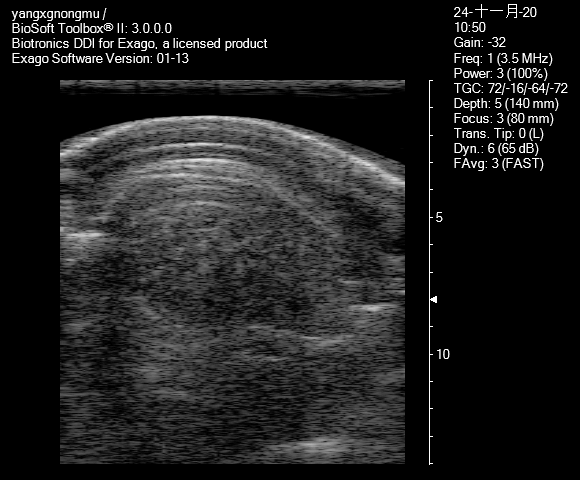 yangxgnongmu /
BioSoft Toolbox® II: 3.0.0.0
Biotronics DDI for Exago, a licensed product
Exago Software Version: 01-13
24-十一月-20
10:50
Gain: -32
Freq: 1 (3.5 MHz)
Power: 3 (100%)
TGC: 72/-16/-64/-72
Depth: 5 (140 mm)
Focus: 3 (80 mm)
Trans. Tip: 0 (L)
Dyn.: 6 (65 dB)
FAvg: 3 (FAST)
5
10